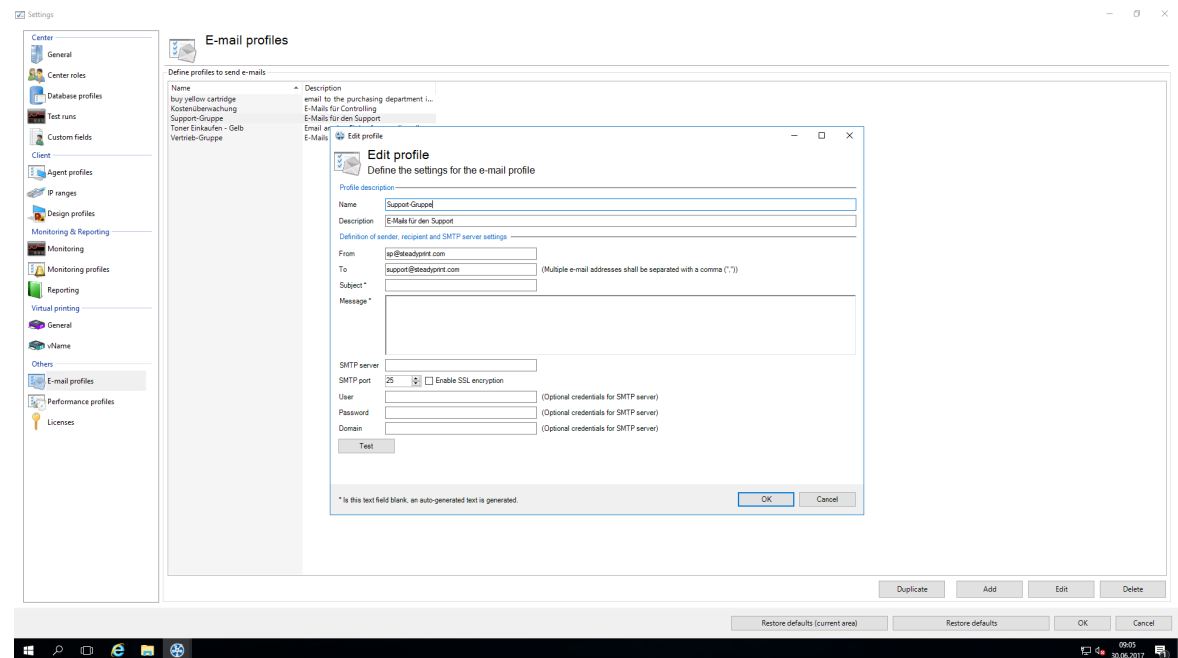 Settings
Center
General
Center roles
Database profiles
Test runs
Custom fields
Client
Agent profiles
IP ranges
Design profiles
Monitoring & Reporting
Monitoring
Monitoring profiles
Reporting
Virtual printing
General
vName
Others
E-mail profiles
Performance profiles
Licenses
E-mail profiles
Define profiles to send e-mails
Name Description
buy yellow cartridge email to the purchasing department i...
Kostenüberwachung E-Mails für Controlling
Support-Gruppe E-Mails für den Support
Toner Einkaufen - Gelb Email
Vertrieb-Gruppe E-Mails
Edit profile
Edit profile
Define the settings for the e-mail profile
Profile description
Name Support-Gruppe
Description E-Mails für den Support
Definition of sender, recipient and SMTP server settings
From sp@steadyprint.com
To support@steadyprint.com (Multiple e-mail addresses shall be separated with a comma (","))
Subject *
Message *
SMTP server
SMTP port 25 Enable SSL encryption
User (Optional credentials for SMTP server)
Password (Optional credentials for SMTP server)
Domain (Optional credentials for SMTP server)
Test
* Is this text field blank, an auto-generated text is generated.
OK Cancel
Duplicate Add Edit Delete
Restore defaults (current area) Restore defaults OK Cancel
09:05
30.06.2017